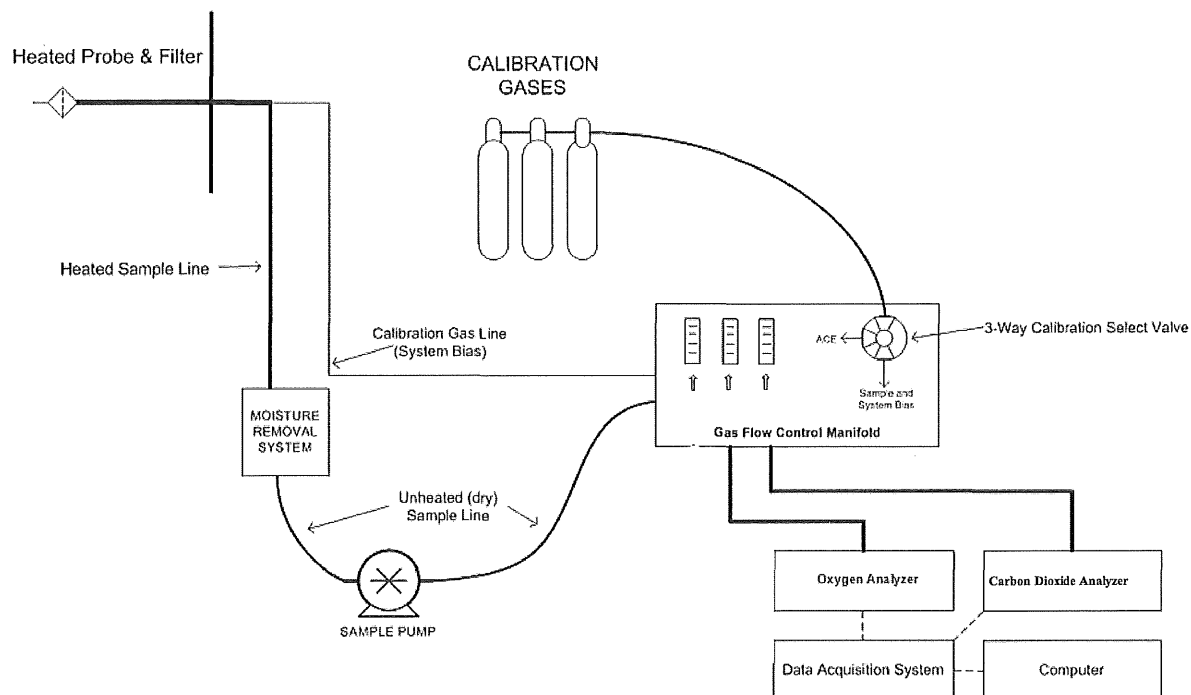 Heated Probe & Filter
CALIBRATION
GASES
Heated Sample Line
Calibration Gas Line
(System Bias)
3-Way Calibration Select Valve
ACE
Sample and
System Bias
Gas Flow Control Manifold
MOISTURE
REMOVAL
SYSTEM
Unheated (dry)
Sample Line
SAMPLE PUMP
Oxygen Analyzer
Carbon Dioxide Analyzer
Data Acquisition System
Computer